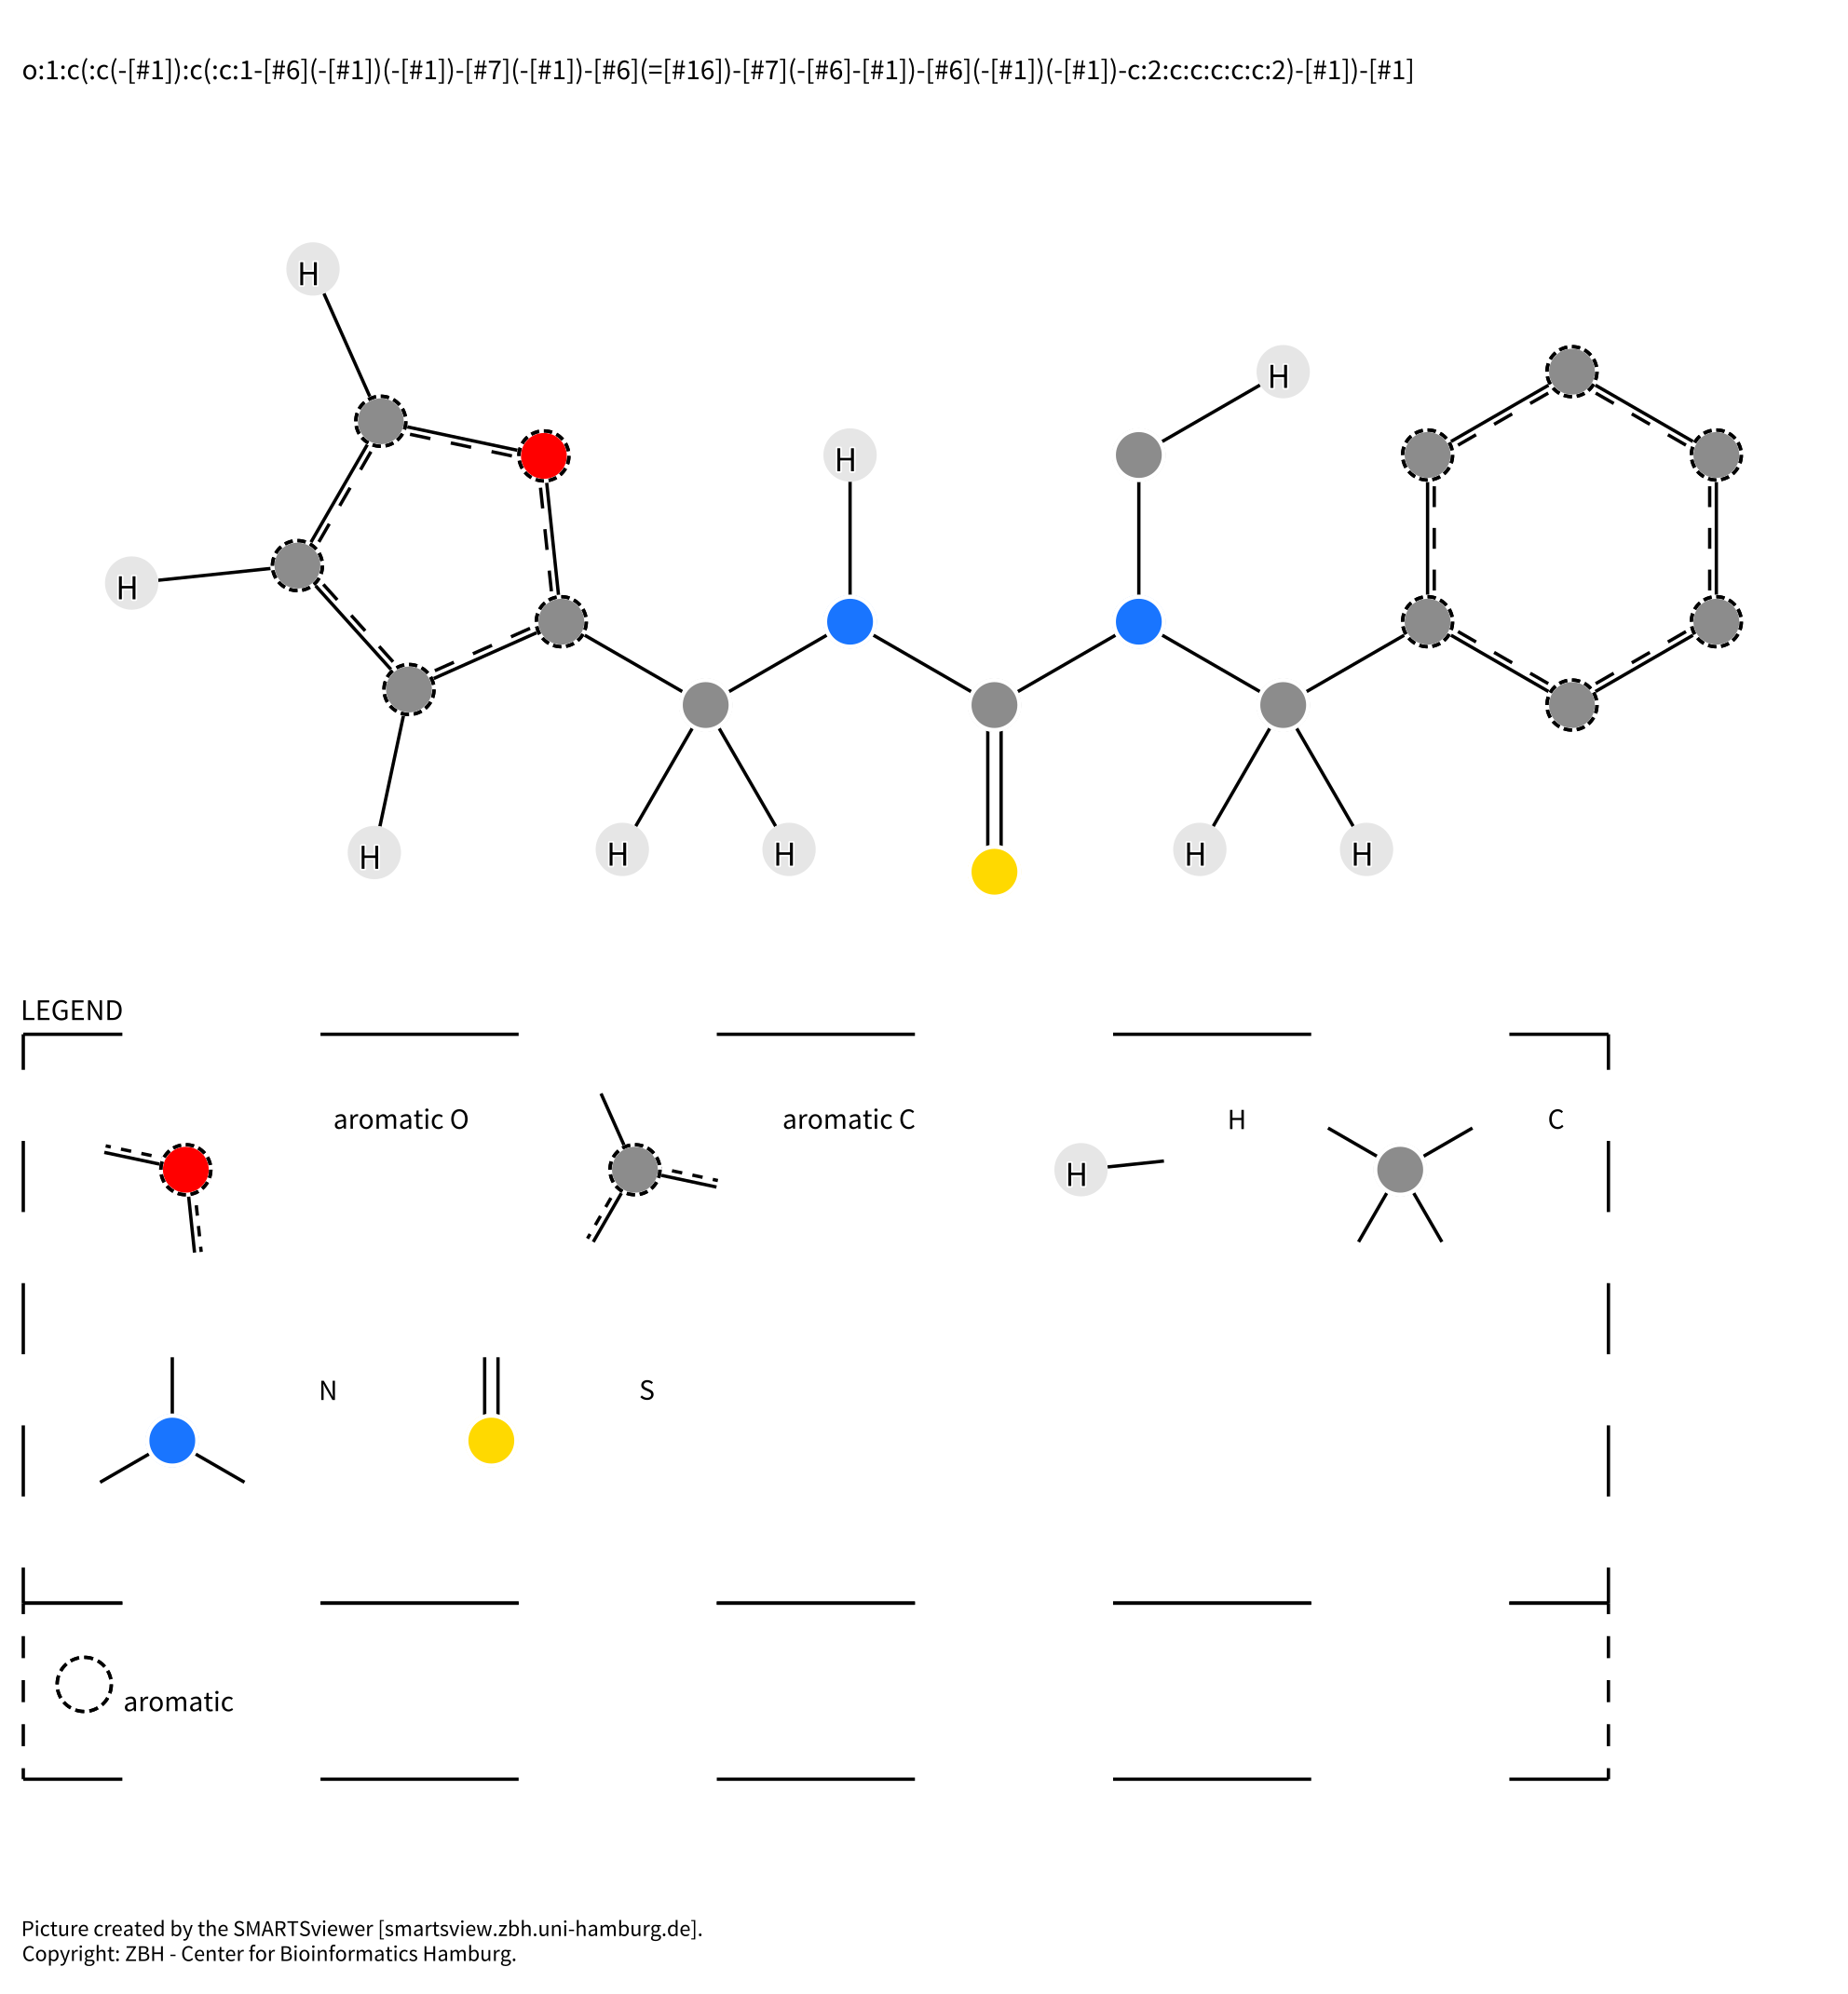 o:1:c(:c(-[#1]):c(:c:1-[#6](-[#1])(-[#1])-[#7](-[#1])-[#6](=[#16])-[#7](-[#6]-[#1])-[#6](-[#1])(-[#1])-c:2:c:c:c:c:c:2)-[#1])-[#1]
H
H
H
H
H
H
H
H
H
LEGEND
aromatic O
aromatic C
H
H
C
N
S
aromatic
Picture created by the SMARTSviewer [smartsview.zbh.uni-hamburg.de].
Copyright: ZBH - Center for Bioinformatics Hamburg.